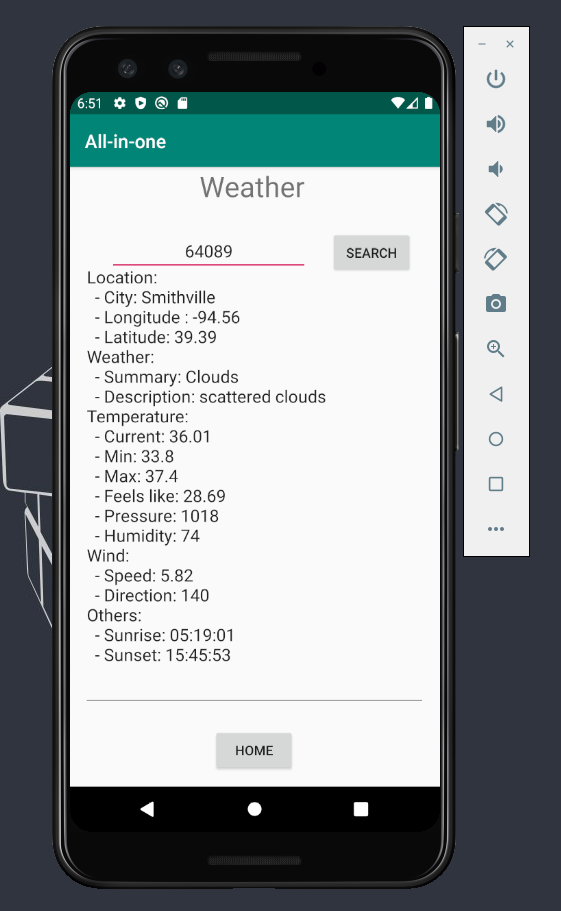 6:51
All-in-one
Weather
64089 SEARCH
Location:
- City: Smithville
- Longitude : -94.56
- Latitude: 39.39
Weather:
- Summary: Clouds
- Description: scattered clouds
Temperature:
- Current: 36.01
- Min: 33.8
- Max: 37.4
- Feels like: 28.69
- Pressure: 1018
- Humidity: 74
Wind:
- Speed: 5.82
- Direction: 140
Others:
- Sunrise: 05:19:01
- Sunset: 15:45:53
HOME